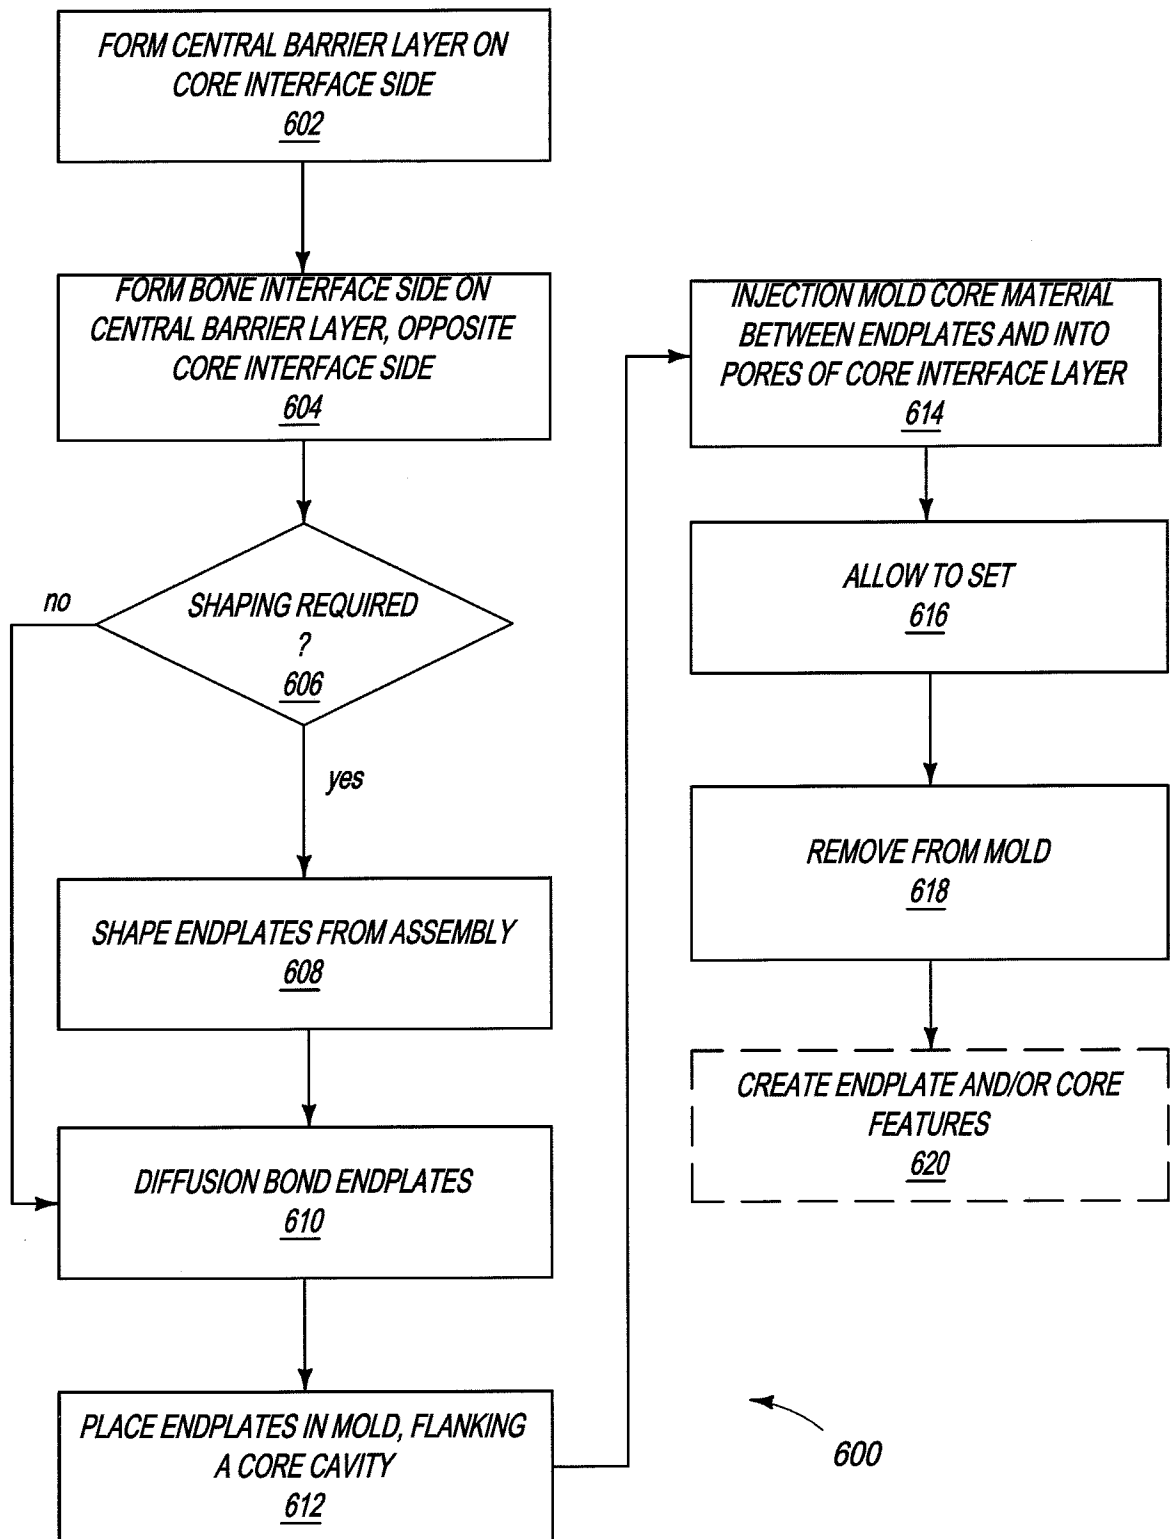 FORM CENTRAL BARRIER LAYER ON
CORE INTERFACE SIDE
602
FORM BONE INTERFACE SIDE ON
CENTRAL BARRIER LAYER, OPPOSITE
CORE INTERFACE SIDE
604
SHAPING REQUIRED
?
606
no
yes
SHAPE ENDPLATES FROM ASSEMBLY
608
DIFFUSION BOND ENDPLATES
610
PLACE ENDPLATES IN MOLD, FLANKING
A CORE CAVITY
612
INJECTION MOLD CORE MATERIAL
BETWEEN ENDPLATES AND INTO
PORES OF CORE INTERFACE LAYER
614
ALLOW TO SET
616
REMOVE FROM MOLD
618
CREATE ENDPLATE AND/OR CORE
FEATURES
620
600